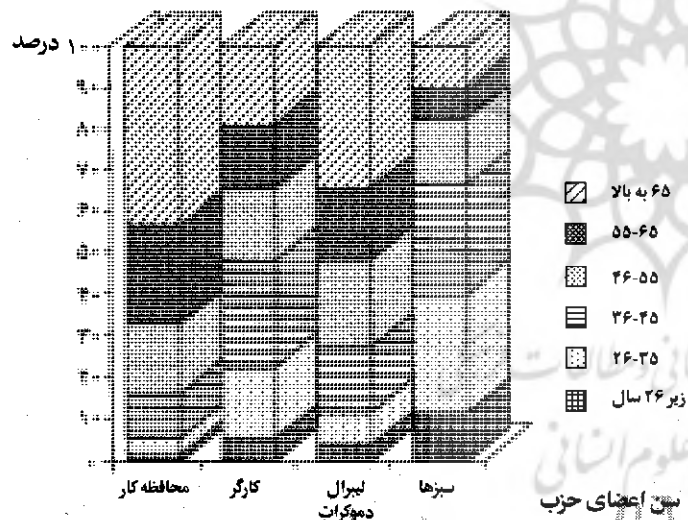 ۱ درصد
۶۵ به بالا
۵۵-۶۵
۴۶-۵۵
۳۶-۴۵
۲۶-۳۵
زیر ۲۶ سال
محافظه کار
کارگر
لیبرال
دموکرات
سبزها
سن اعضای حزب